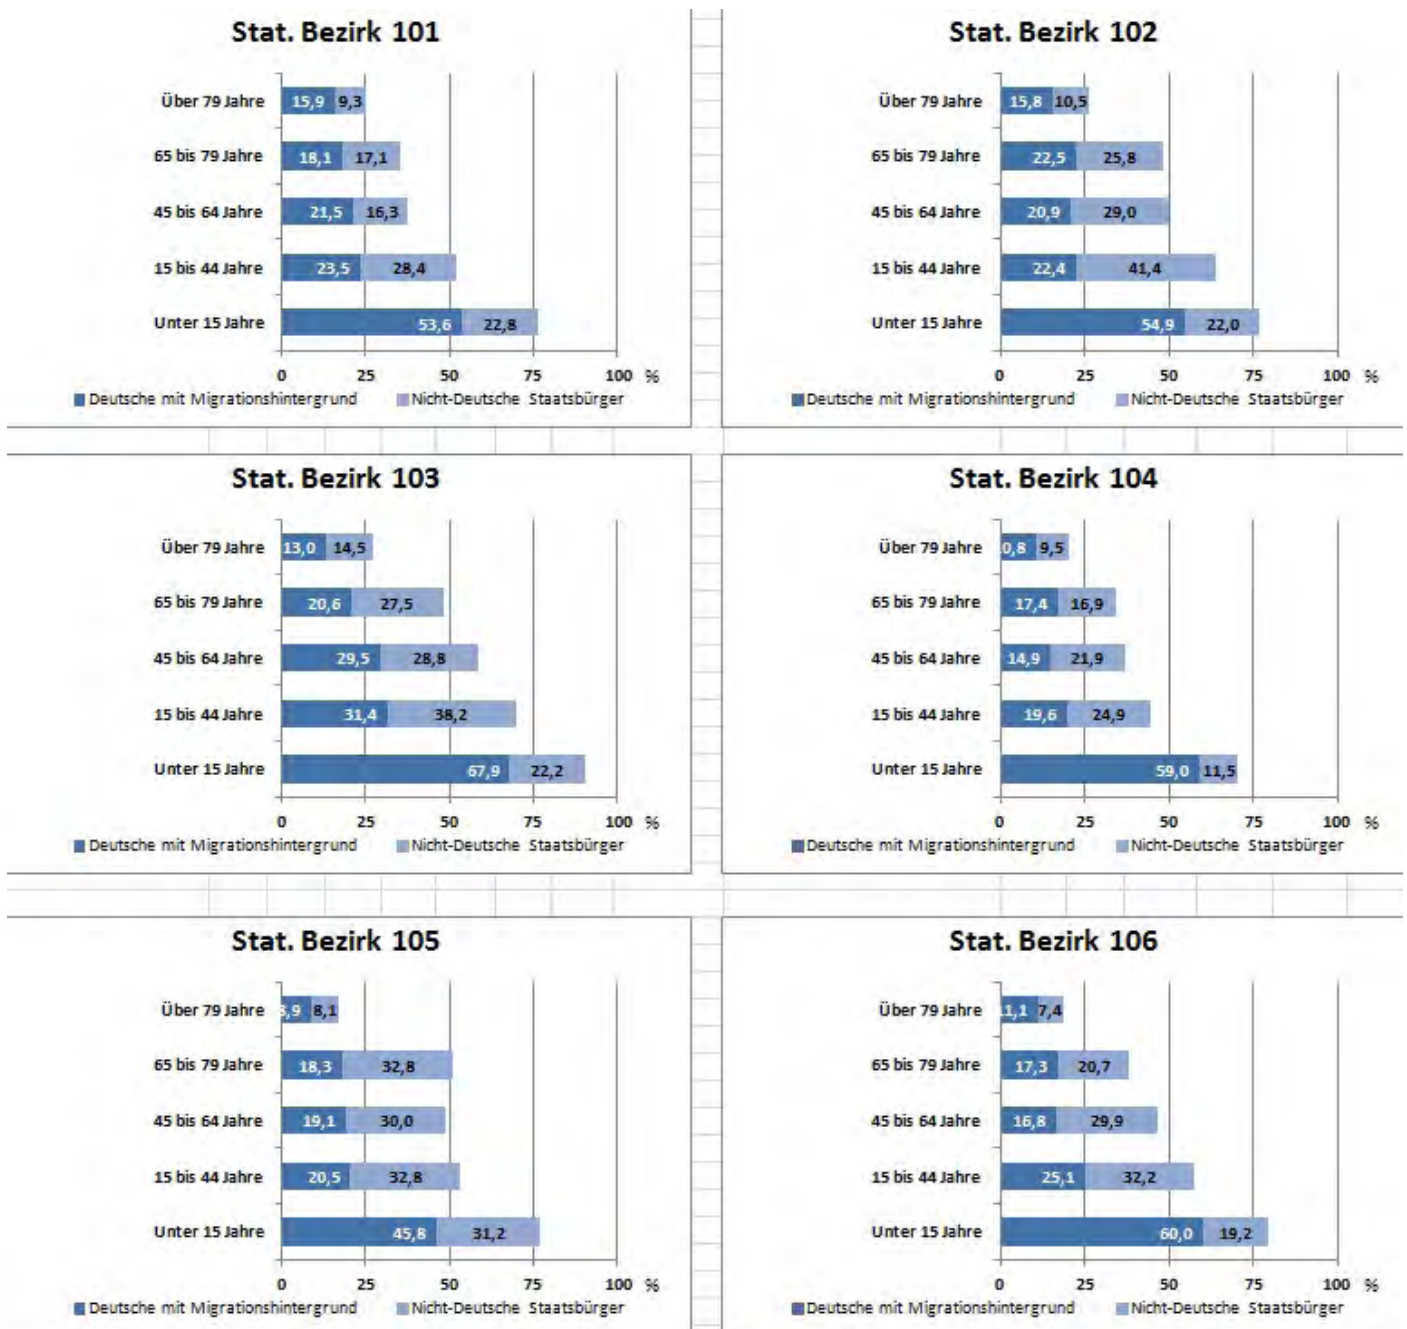 Stat. Bezirk 101
Über 79 Jahre 15,9 9,3
65 bis 79 Jahre 18,1 17,1
45 bis 64 Jahre 21,5 16,3
15 bis 44 Jahre 23,5 28,4
Unter 15 Jahre 53,6 22,8
0 25 50 75 100 %
Deutsche mit Migrationshintergrund Nicht-Deutsche Staatsbürger
Stat. Bezirk 102
Über 79 Jahre 15,8 10,5
65 bis 79 Jahre 22,5 25,8
45 bis 64 Jahre 20,9 29,0
15 bis 44 Jahre 22,4 41,4
Unter 15 Jahre 54,9 22,0
0 25 50 75 100 %
Deutsche mit Migrationshintergrund Nicht-Deutsche Staatsbürger
Stat. Bezirk 103
Über 79 Jahre 13,0 14,5
65 bis 79 Jahre 20,6 27,5
45 bis 64 Jahre 29,5 28,8
15 bis 44 Jahre 31,4 38,2
Unter 15 Jahre 67,9 22,2
0 25 50 75 100 %
Deutsche mit Migrationshintergrund Nicht-Deutsche Staatsbürger
Stat. Bezirk 104
Über 79 Jahre 9,5
65 bis 79 Jahre 17,4 16,9
45 bis 64 Jahre 14,9 21,9
15 bis 44 Jahre 19,6 24,9
Unter 15 Jahre 59,0 11,5
0 25 50 75 100 %
Deutsche mit Migrationshintergrund Nicht-Deutsche Staatsbürger
Stat. Bezirk 105
Über 79 Jahre 8,1
65 bis 79 Jahre 18,3 32,8
45 bis 64 Jahre 19,1 30,0
15 bis 44 Jahre 20,5 32,8
Unter 15 Jahre 45,8 31,2
0 25 50 75 100 %
Deutsche mit Migrationshintergrund Nicht-Deutsche Staatsbürger
Stat. Bezirk 106
Über 79 Jahre 11,1 7,4
65 bis 79 Jahre 17,3 20,7
45 bis 64 Jahre 16,8 29,9
15 bis 44 Jahre 25,1 32,2
Unter 15 Jahre 60,0 19,2
0 25 50 75 100 %
Deutsche mit Migrationshintergrund Nicht-Deutsche Staatsbürger